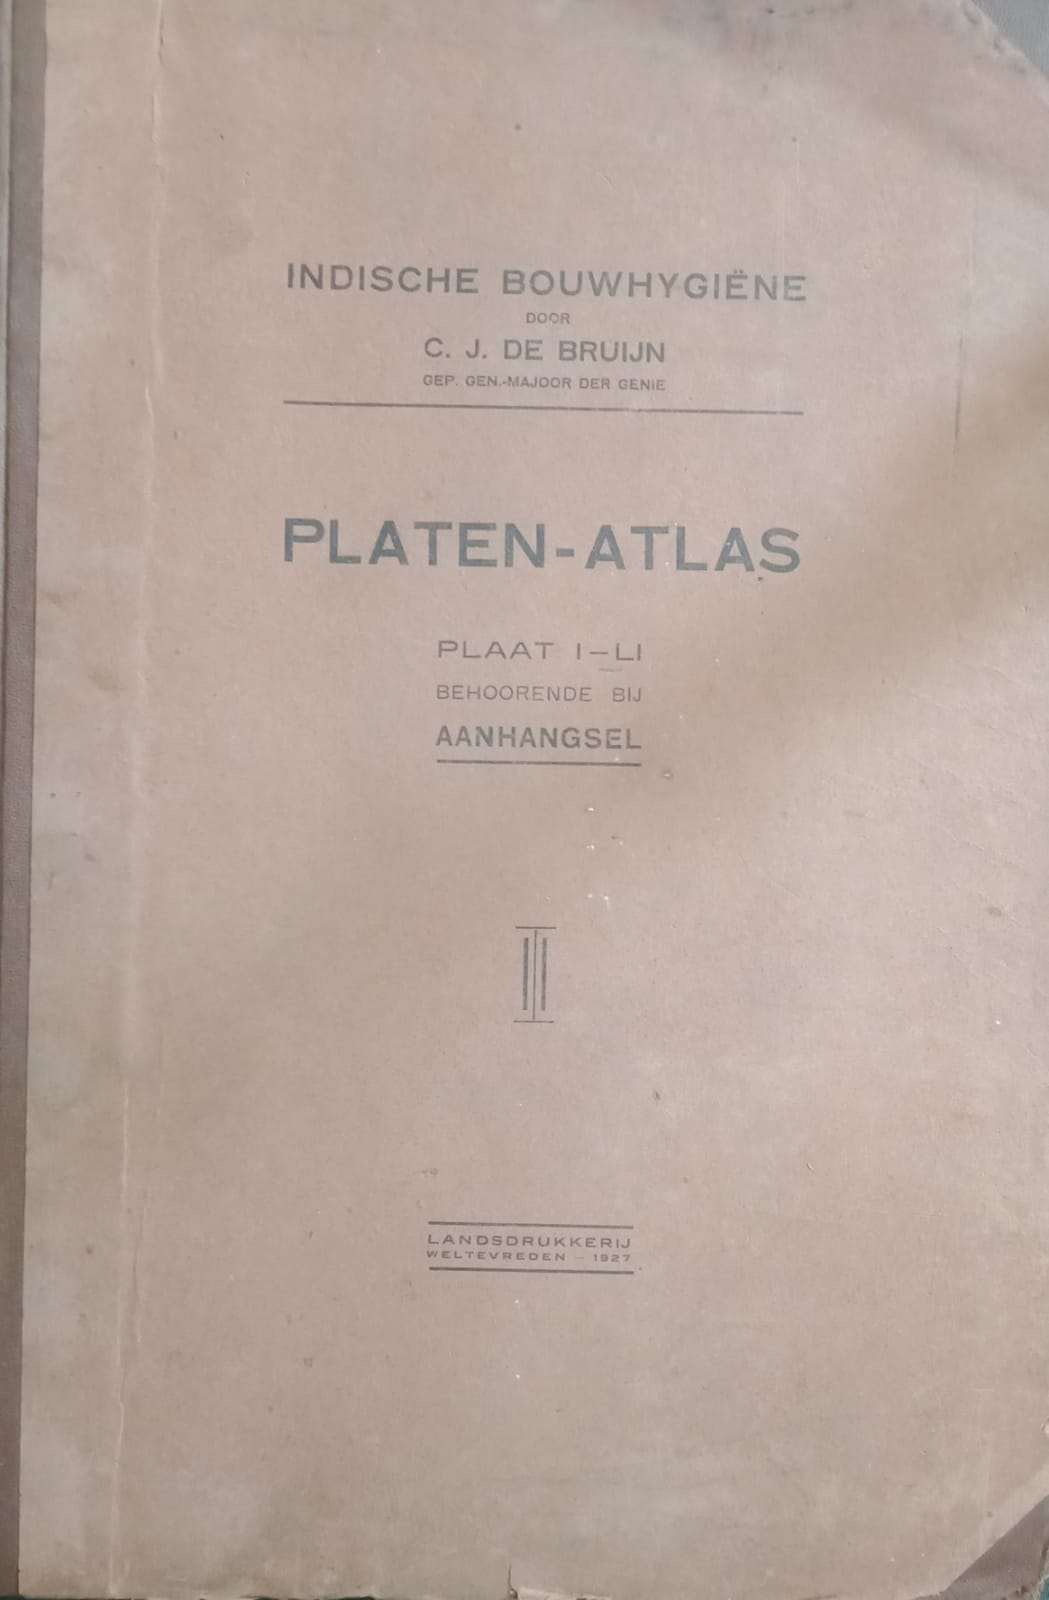 INDISCHE BOUWHYGIËNE
DOOR
C. J. DE BRUIJN
GEP. GEN.-MAJOOR DER GENIE
PLATEN-ATLAS
PLAAT I–LI
BEHOORENDE BIJ
AANHANGSEL
LANDSDRUKKERIJ
WELTEVREDEN – 1927